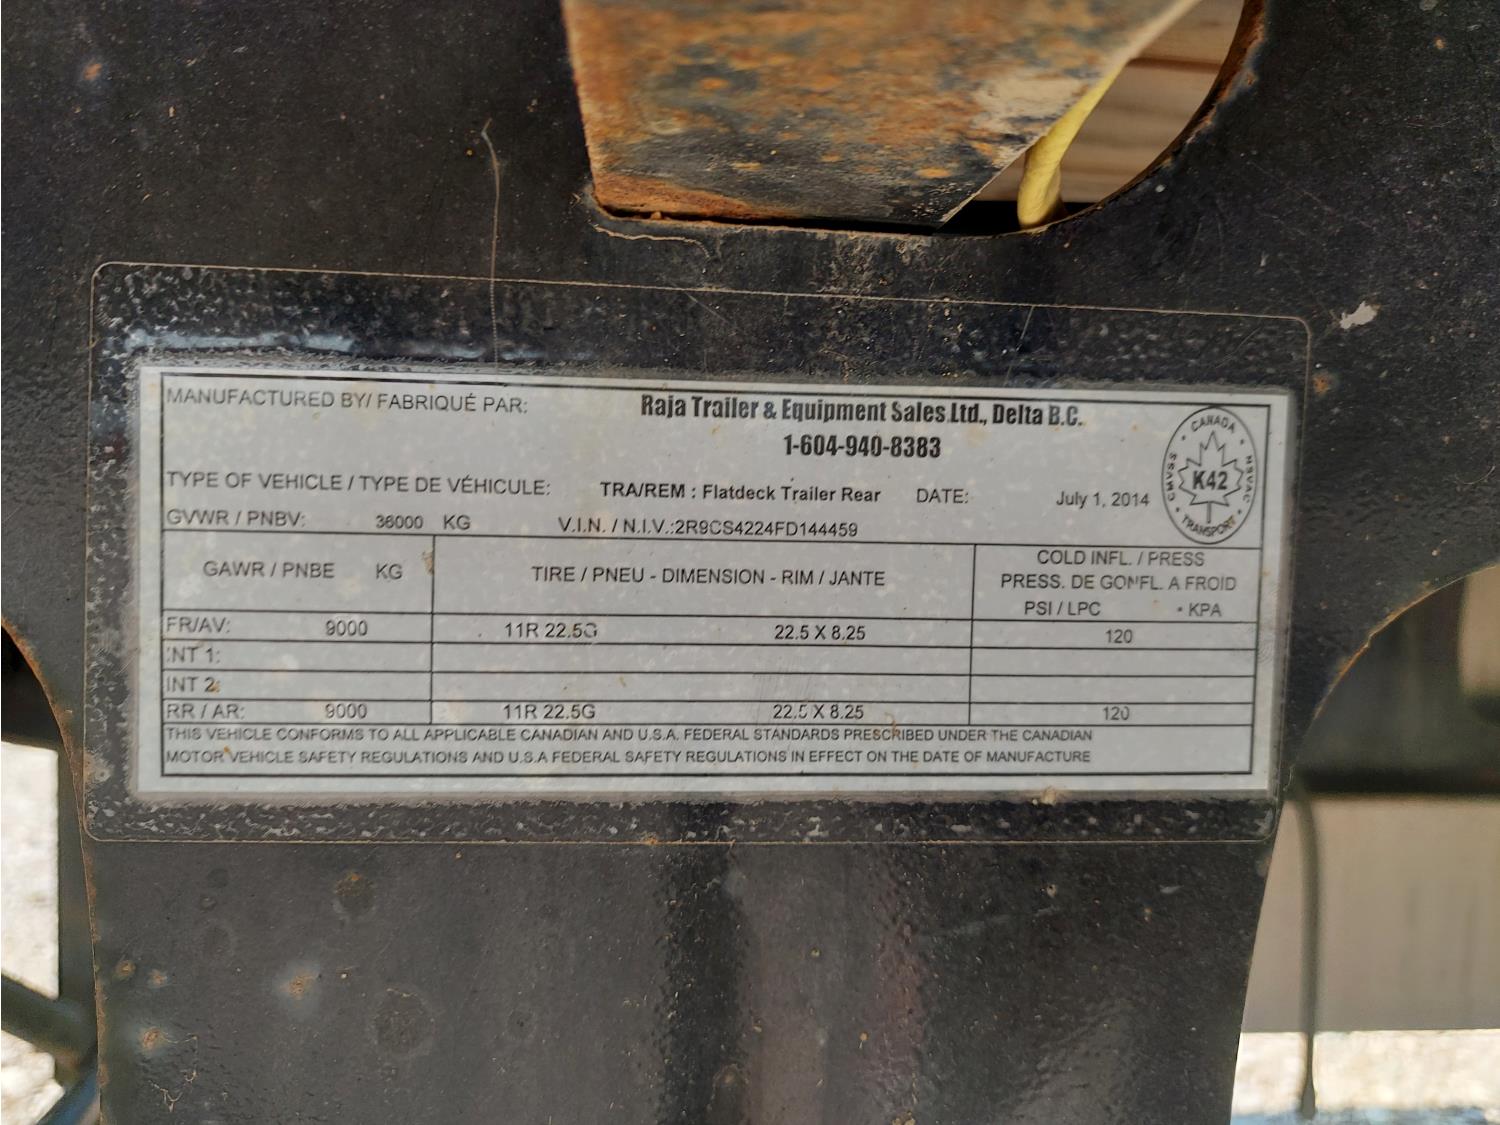 MANUFACTURED BY/ FABRIQUÉ PAR: Raja Trailer & Equipment Sales Ltd., Delta B.C.
1-604-940-8383
CANADA
CMVSS K42 NSVAC
TRANSPORT
TYPE OF VEHICLE / TYPE DE VÉHICULE: TRA/REM : Flatdeck Trailer Rear DATE: July 1, 2014
GVWR / PNBV: 36000 KG V.I.N. / N.I.V.:2R9CS4224FD144459
GAWR / PNBE KG TIRE / PNEU - DIMENSION - RIM / JANTE COLD INFL. / PRESS
PRESS. DE GONFL. A FROID
PSI / LPC • KPA
FR/AV: 9000 11R 22.5G 22.5 X 8.25 120
INT 1:
INT 2:
RR / AR: 9000 11R 22.5G 22.5 X 8.25 120
THIS VEHICLE CONFORMS TO ALL APPLICABLE CANADIAN AND U.S.A. FEDERAL STANDARDS PRESCRIBED UNDER THE CANADIAN
MOTOR VEHICLE SAFETY REGULATIONS AND U.S.A FEDERAL SAFETY REGULATIONS IN EFFECT ON THE DATE OF MANUFACTURE